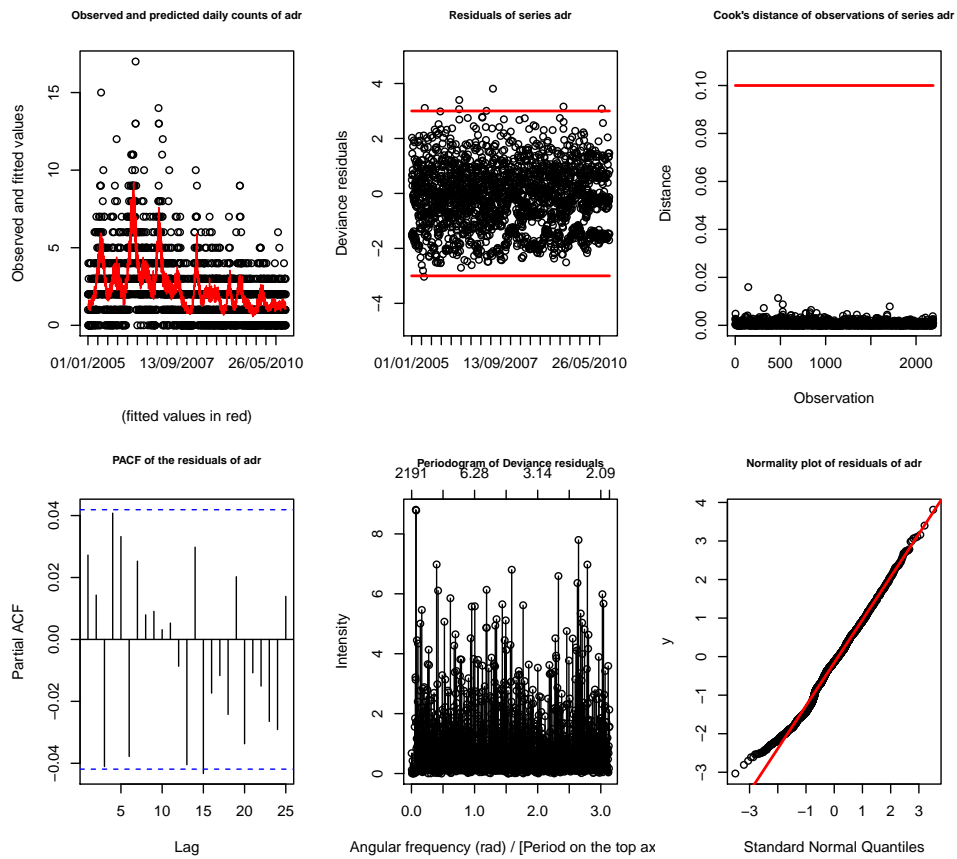 Observed and predicted daily counts of adr
Observed and fitted values
0 5 10 15
01/01/2005 13/09/2007 26/05/2010
(fitted values in red)
Residuals of series adr
Deviance residuals
−4 −2 0 2 4
01/01/2005 13/09/2007 26/05/2010
Cook's distance of observations of series adr
Distance
0.00 0.02 0.04 0.06 0.08 0.10
0 500 1000 2000
Observation
PACF of the residuals of adr
Partial ACF
−0.04 −0.02 0.00 0.02 0.04
5 10 15 20 25
Lag
Periodogram of Deviance residuals
2191 6.28 3.14 2.09
Intensity
0 2 4 6 8
0.0 1.0 2.0 3.0
Angular frequency (rad) / [Period on the top ax
Normality plot of residuals of adr
y
−3 −2 −1 0 1 2 3 4
−3 −2 −1 0 1 2 3
Standard Normal Quantiles